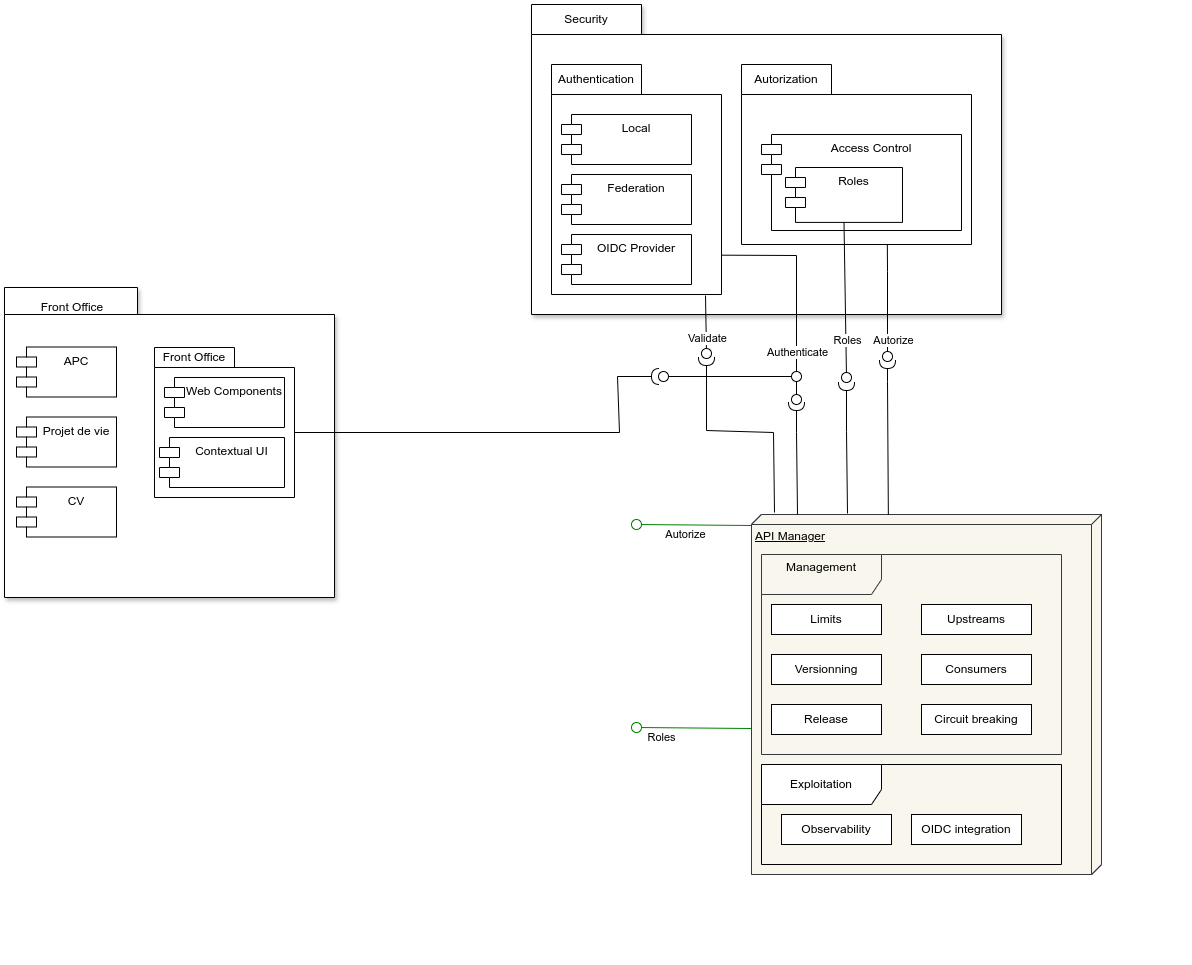 Security
Authentication
Autorization
Local
Federation
OIDC Provider
Access Control
Roles
Front Office
APC
Projet de vie
CV
Front Office
Web Components
Contextual UI
Validate
Authenticate
Roles
Autorize
Autorize
Roles
API Manager
Management
Limits
Upstreams
Versionning
Consumers
Release
Circuit breaking
Exploitation
Observability
OIDC integration